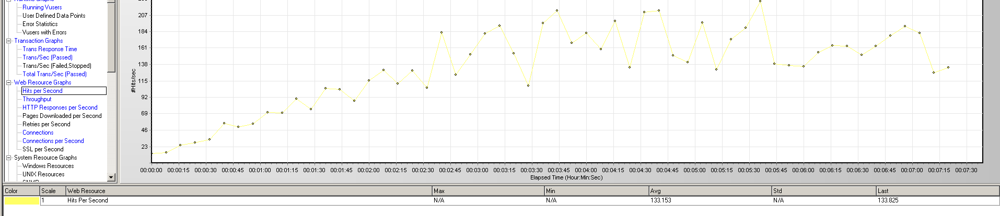 Running Vusers
User Defined Data Points
Error Statistics
Vusers with Errors
Transaction Graphs
Trans Response Time
Trans/Sec (Passed)
Trans/Sec (Failed,Stopped)
Total Trans/Sec (Passed)
Web Resource Graphs
Hits per Second
Throughput
HTTP Responses per Second
Pages Downloaded per Second
Retries per Second
Connections
Connections per Second
SSL per Second
System Resource Graphs
Windows Resources
UNIX Resources
207
184
161
138
115
92
69
46
23
#Hits/sec
00:00:00 00:00:15 00:00:30 00:00:45 00:01:00 00:01:15 00:01:30 00:01:45 00:02:00 00:02:15 00:02:30 00:02:45 00:03:00 00:03:15 00:03:30 00:03:45 00:04:00 00:04:15 00:04:30 00:04:45 00:05:00 00:05:15 00:05:30 00:05:45 00:06:00 00:06:15 00:06:30 00:06:45 00:07:00 00:07:15 00:07:30
Elapsed Time (Hour:Min:Sec)
Color Scale Web Resource Max Min Avg Std Last
1 Hits Per Second N/A N/A 133.153 N/A 133.825